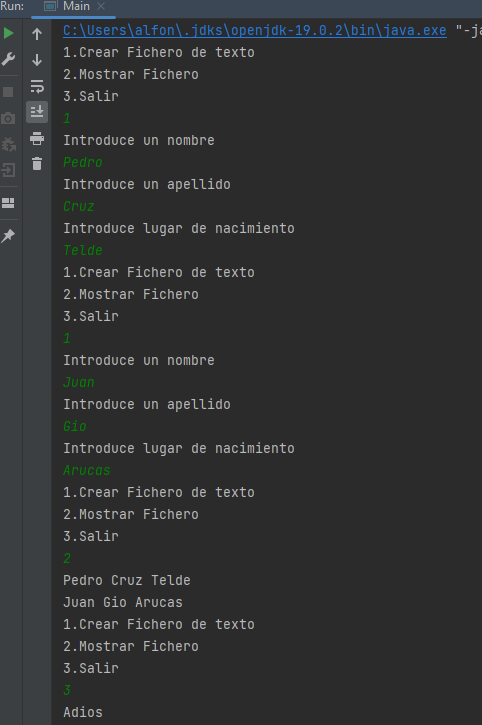 Run: Main
C:\Users\alfon\.jdks\openjdk-19.0.2\bin\java.exe "-ja
1.Crear Fichero de texto
2.Mostrar Fichero
3.Salir
1
Introduce un nombre
Pedro
Introduce un apellido
Cruz
Introduce lugar de nacimiento
Telde
1.Crear Fichero de texto
2.Mostrar Fichero
3.Salir
1
Introduce un nombre
Juan
Introduce un apellido
Gio
Introduce lugar de nacimiento
Arucas
1.Crear Fichero de texto
2.Mostrar Fichero
3.Salir
2
Pedro Cruz Telde
Juan Gio Arucas
1.Crear Fichero de texto
2.Mostrar Fichero
3.Salir
3
Adios